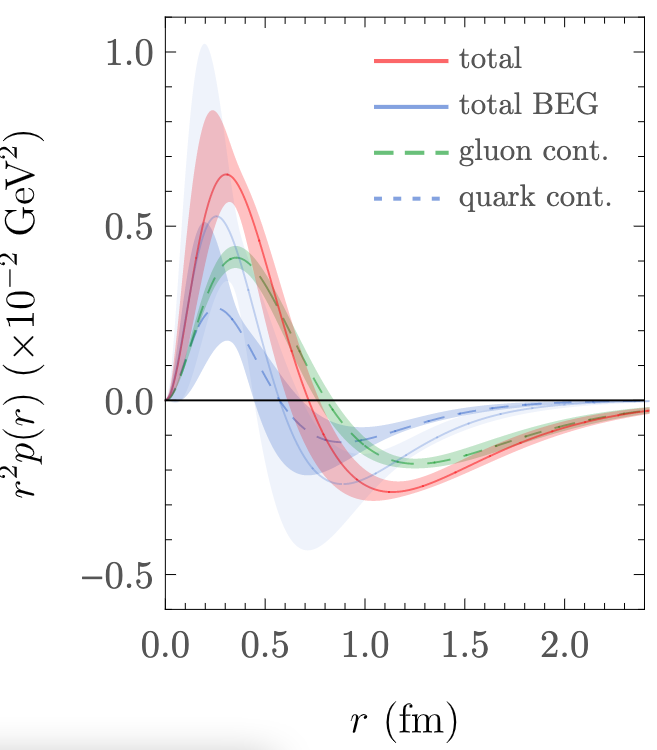 r²p(r) (×10⁻² GeV²)
1.0
0.5
0.0
−0.5
total
total BEG
gluon cont.
quark cont.
0.0 0.5 1.0 1.5 2.0
r (fm)